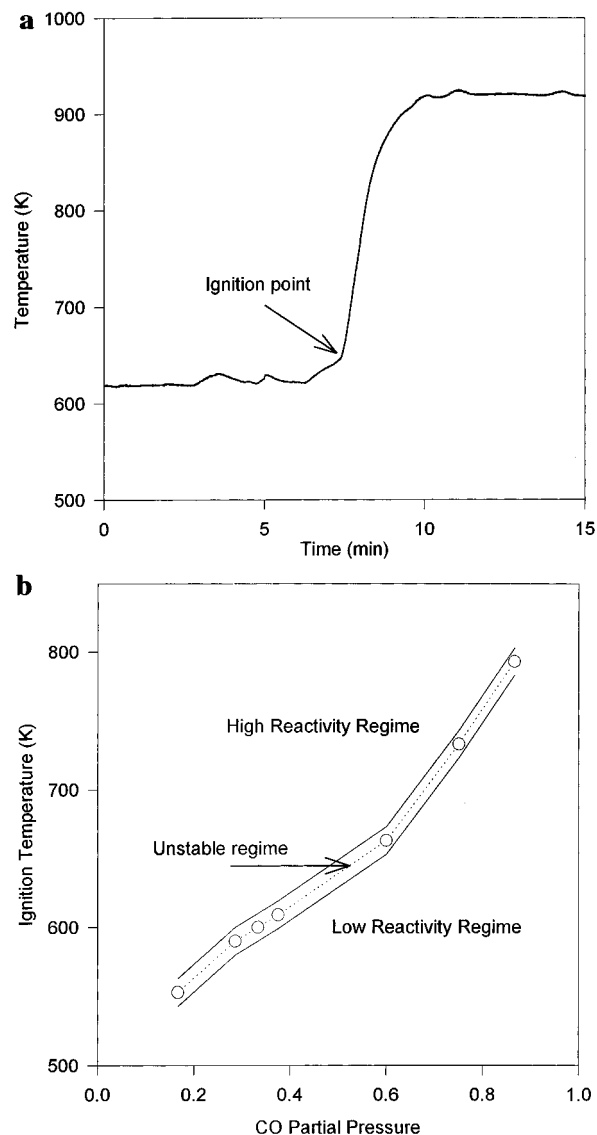 a
1000
900
800
700
600
500
Temperature (K)
Ignition point
0
5
10
15
Time (min)
b
800
700
600
500
Ignition Temperature (K)
High Reactivity Regime
Unstable regime
Low Reactivity Regime
0.0
0.2
0.4
0.6
0.8
1.0
CO Partial Pressure